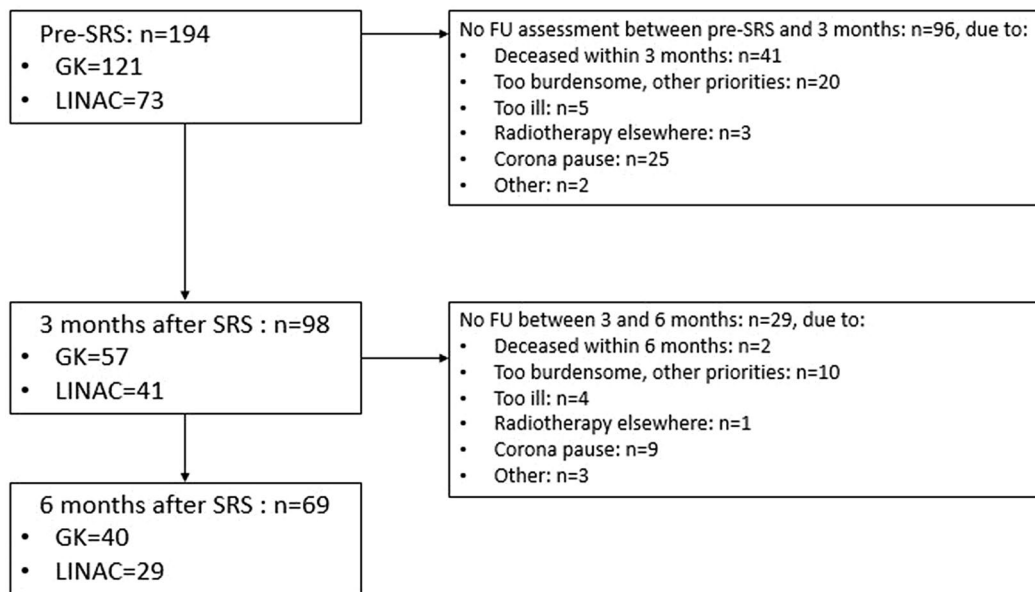 Pre-SRS: n=194
• GK=121
• LINAC=73
No FU assessment between pre-SRS and 3 months: n=96, due to:
• Deceased within 3 months: n=41
• Too burdensome, other priorities: n=20
• Too ill: n=5
• Radiotherapy elsewhere: n=3
• Corona pause: n=25
• Other: n=2
3 months after SRS : n=98
• GK=57
• LINAC=41
No FU between 3 and 6 months: n=29, due to:
• Deceased within 6 months: n=2
• Too burdensome, other priorities: n=10
• Too ill: n=4
• Radiotherapy elsewhere: n=1
• Corona pause: n=9
• Other: n=3
6 months after SRS : n=69
• GK=40
• LINAC=29